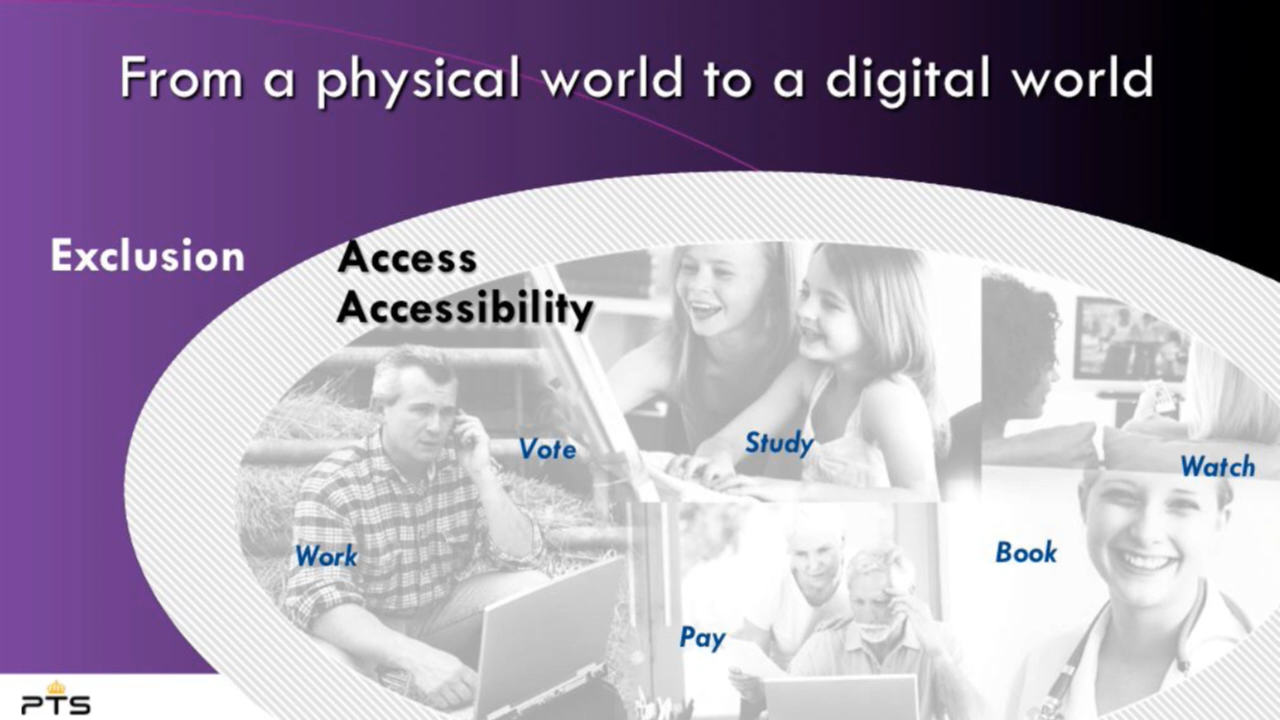 From a physical world to a digital world
Exclusion
Access
Accessibility
Vote
Study
Watch
Work
Book
Pay
PTS